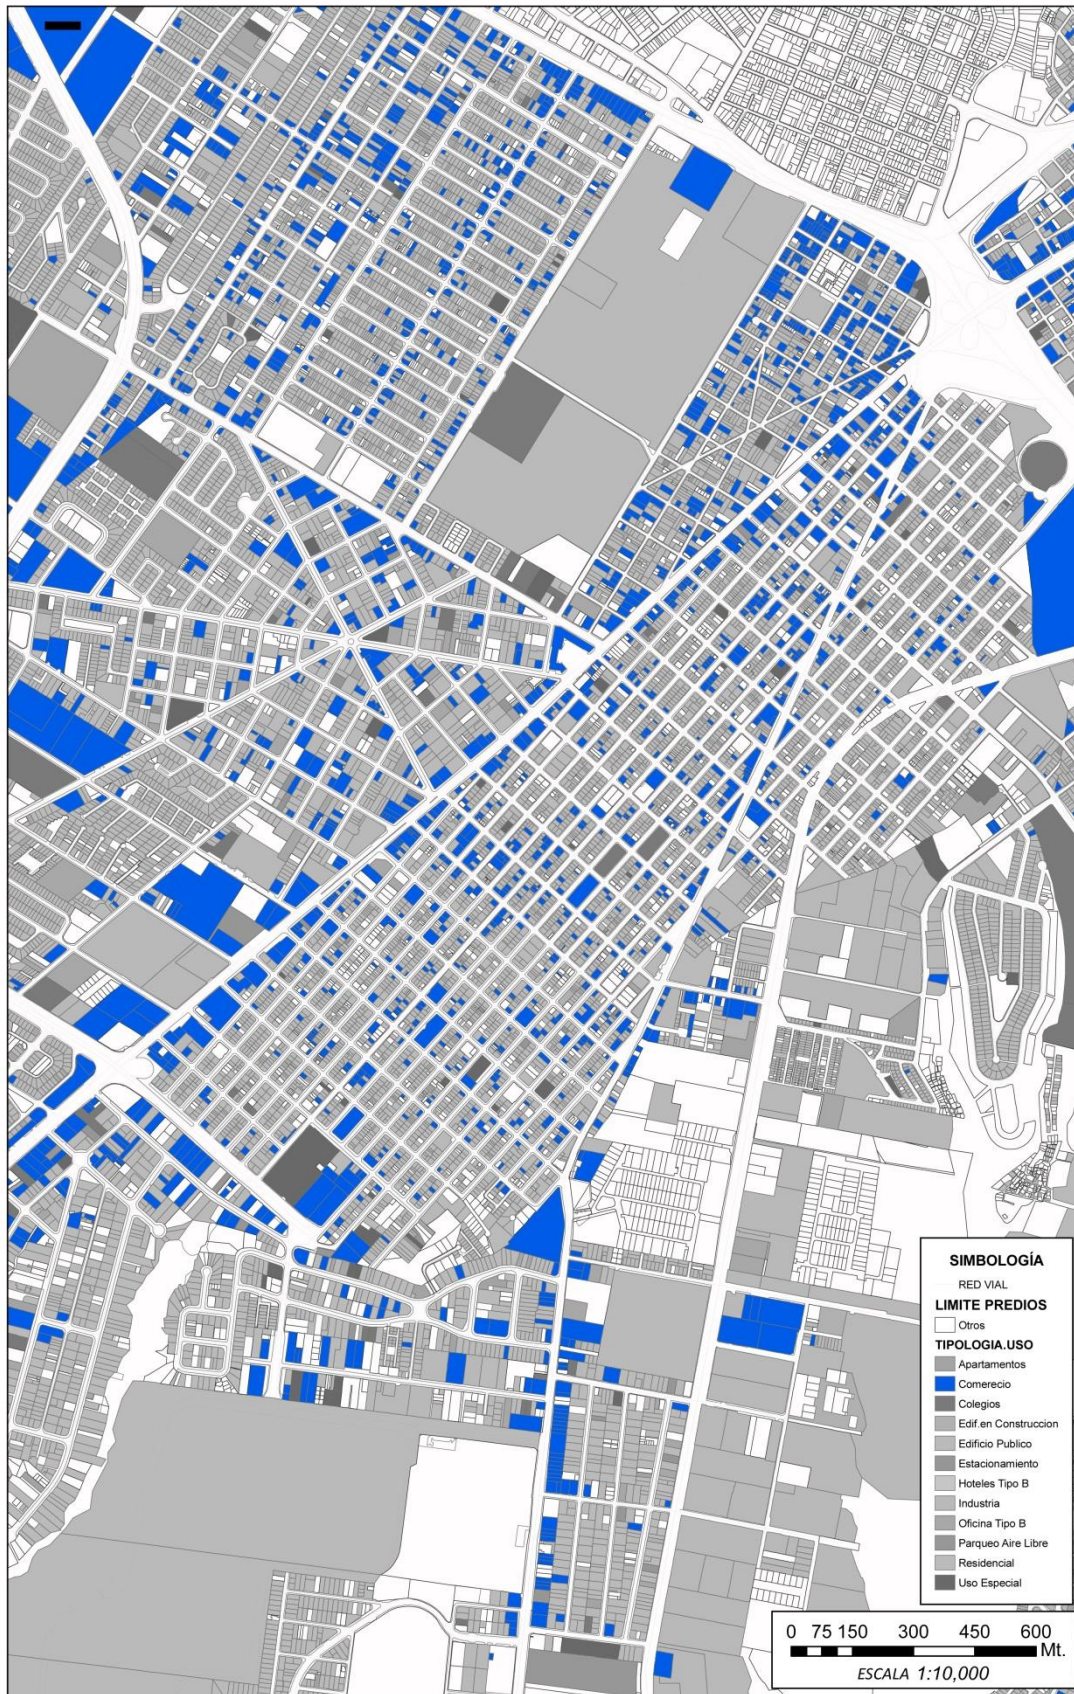 SIMBOLOGÍA
RED VIAL
LIMITE PREDIOS
Otros
TIPOLOGIA.USO
Apartamentos
Comerecio
Colegios
Edif.en Construccion
Edificio Publico
Estacionamiento
Hoteles Tipo B
Industria
Oficina Tipo B
Parqueo Aire Libre
Residencial
Uso Especial
0 75 150 300 450 600
Mt.
ESCALA 1:10,000